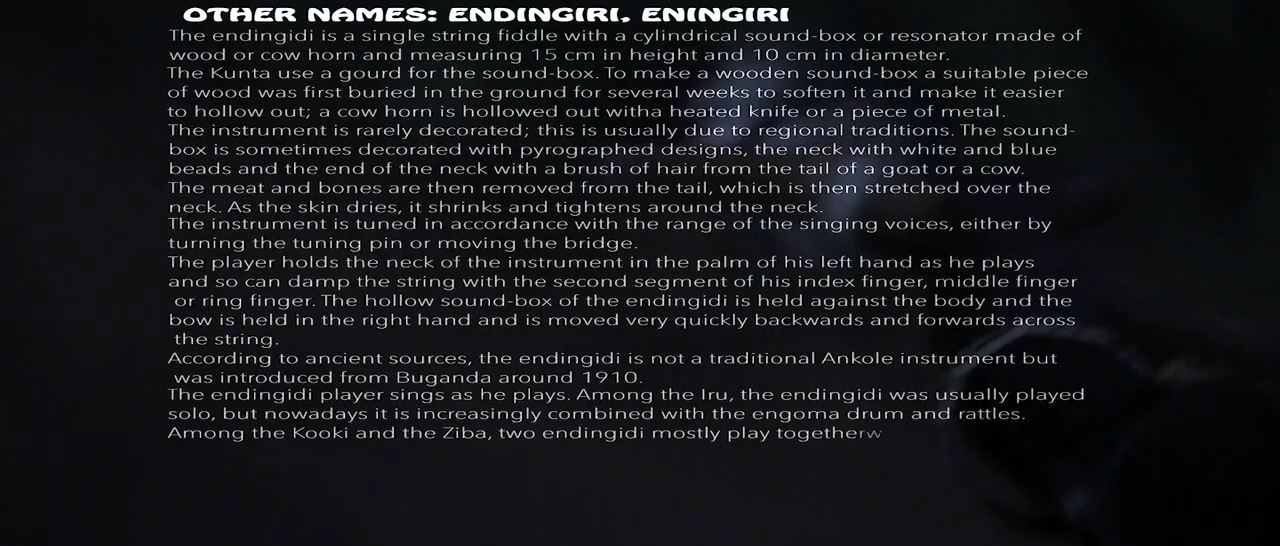 OTHER NAMES: ENDINGIRI, ENINGIRI
The endingidi is a single string fiddle with a cylindrical sound-box or resonator made of
wood or cow horn and measuring 15 cm in height and 10 cm in diameter.
The Kunta use a gourd for the sound-box. To make a wooden sound-box a suitable piece
of wood was first buried in the ground for several weeks to soften it and make it easier
to hollow out; a cow horn is hollowed out witha heated knife or a piece of metal.
The instrument is rarely decorated; this is usually due to regional traditions. The sound-
box is sometimes decorated with pyrographed designs, the neck with white and blue
beads and the end of the neck with a brush of hair from the tail of a goat or a cow.
The meat and bones are then removed from the tail, which is then stretched over the
neck. As the skin dries, it shrinks and tightens around the neck.
The instrument is tuned in accordance with the range of the singing voices, either by
turning the tuning pin or moving the bridge.
The player holds the neck of the instrument in the palm of his left hand as he plays
and so can damp the string with the second segment of his index finger, middle finger
or ring finger. The hollow sound-box of the endingidi is held against the body and the
bow is held in the right hand and is moved very quickly backwards and forwards across
the string.
According to ancient sources, the endingidi is not a traditional Ankole instrument but
was introduced from Buganda around 1910.
The endingidi player sings as he plays. Among the Iru, the endingidi was usually played
solo, but nowadays it is increasingly combined with the engoma drum and rattles.
Among the Kooki and the Ziba, two endingidi mostly play togetherw